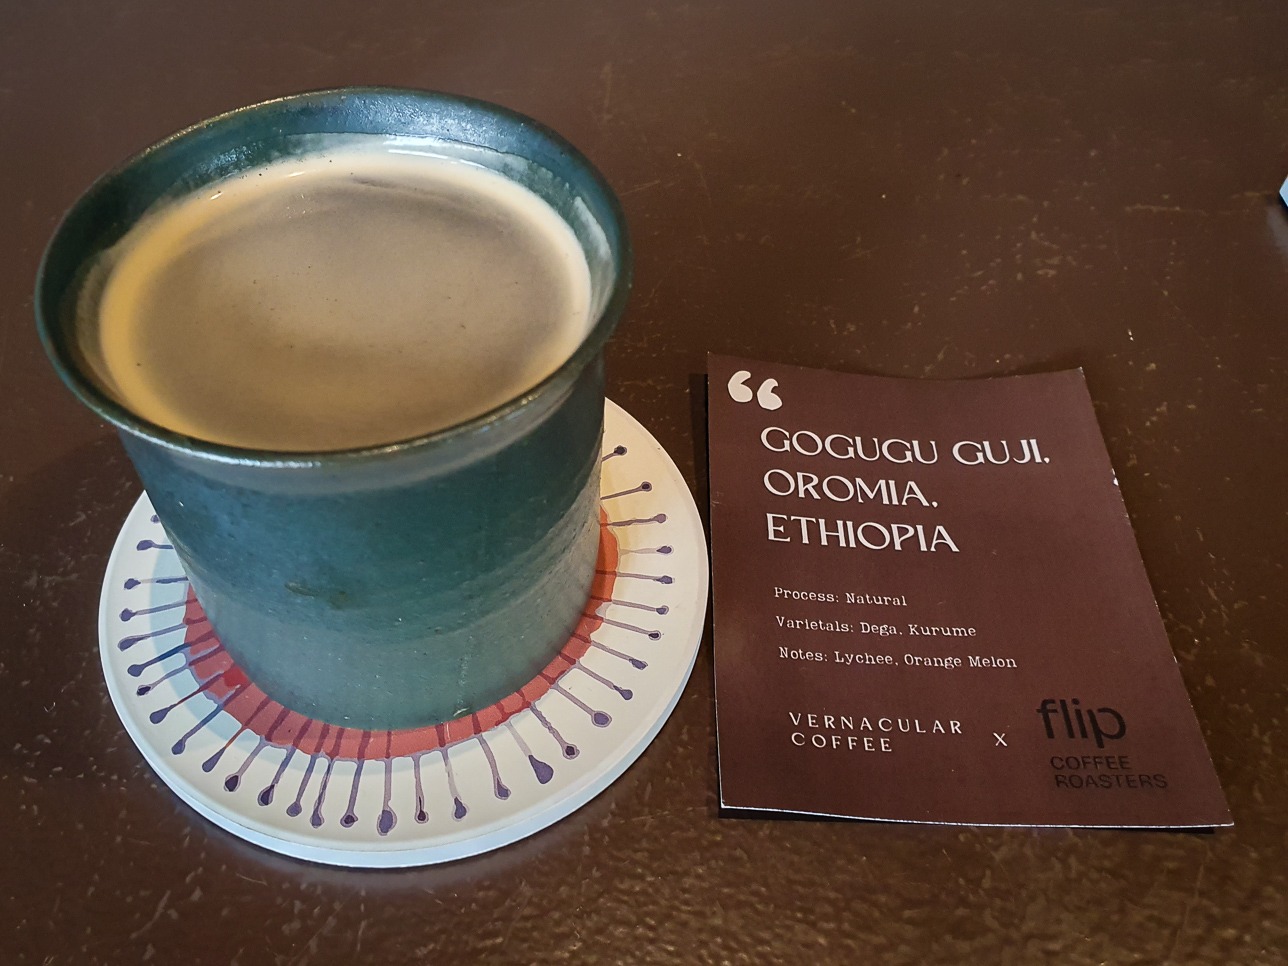 “
GOGUGU GUJI,
OROMIA,
ETHIOPIA
Process: Natural
Varietals: Dega, Kurume
Notes: Lychee, Orange Melon
VERNACULAR
COFFEE
X
flip
COFFEE
ROASTERS